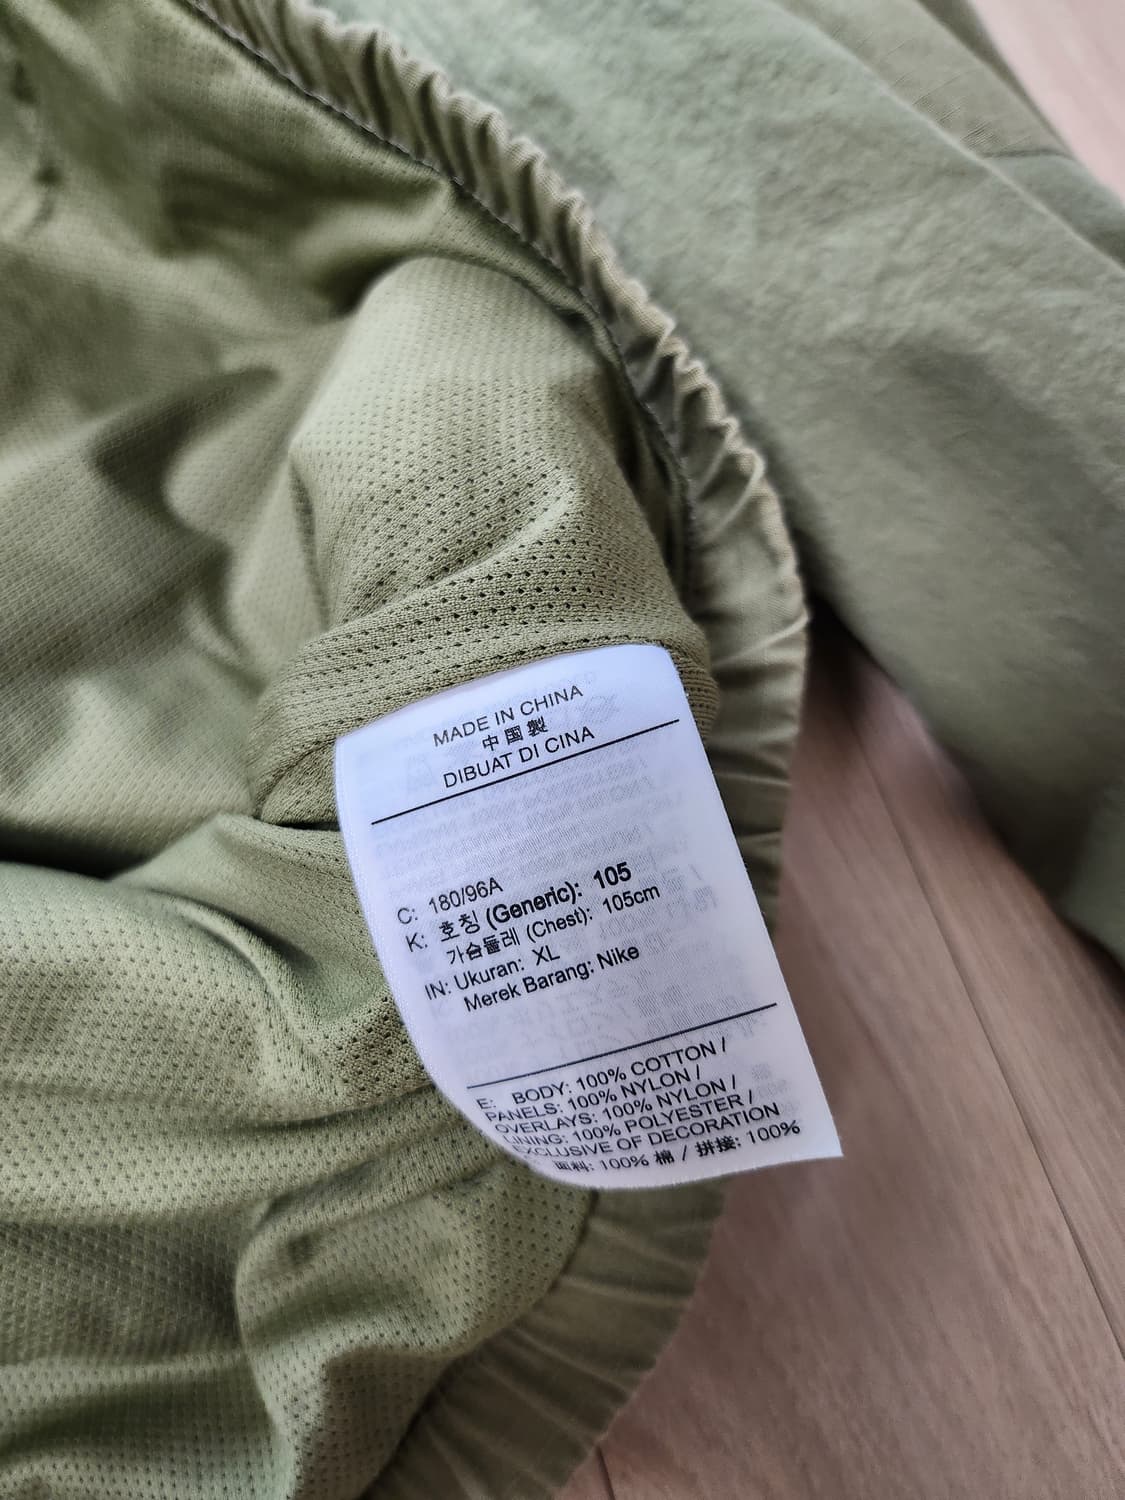 MADE IN CHINA
中国製
DIBUAT DI CINA
C: 180/96A
K: 호칭 (Generic): 105
가슴둘레 (Chest): 105cm
IN: Ukuran: XL
Merek Barang: Nike
E: BODY: 100% COTTON /
PANELS: 100% NYLON /
OVERLAYS: 100% NYLON /
LINING: 100% POLYESTER /
EXCLUSIVE OF DECORATION
面料: 100% 棉 / 拼接: 100%